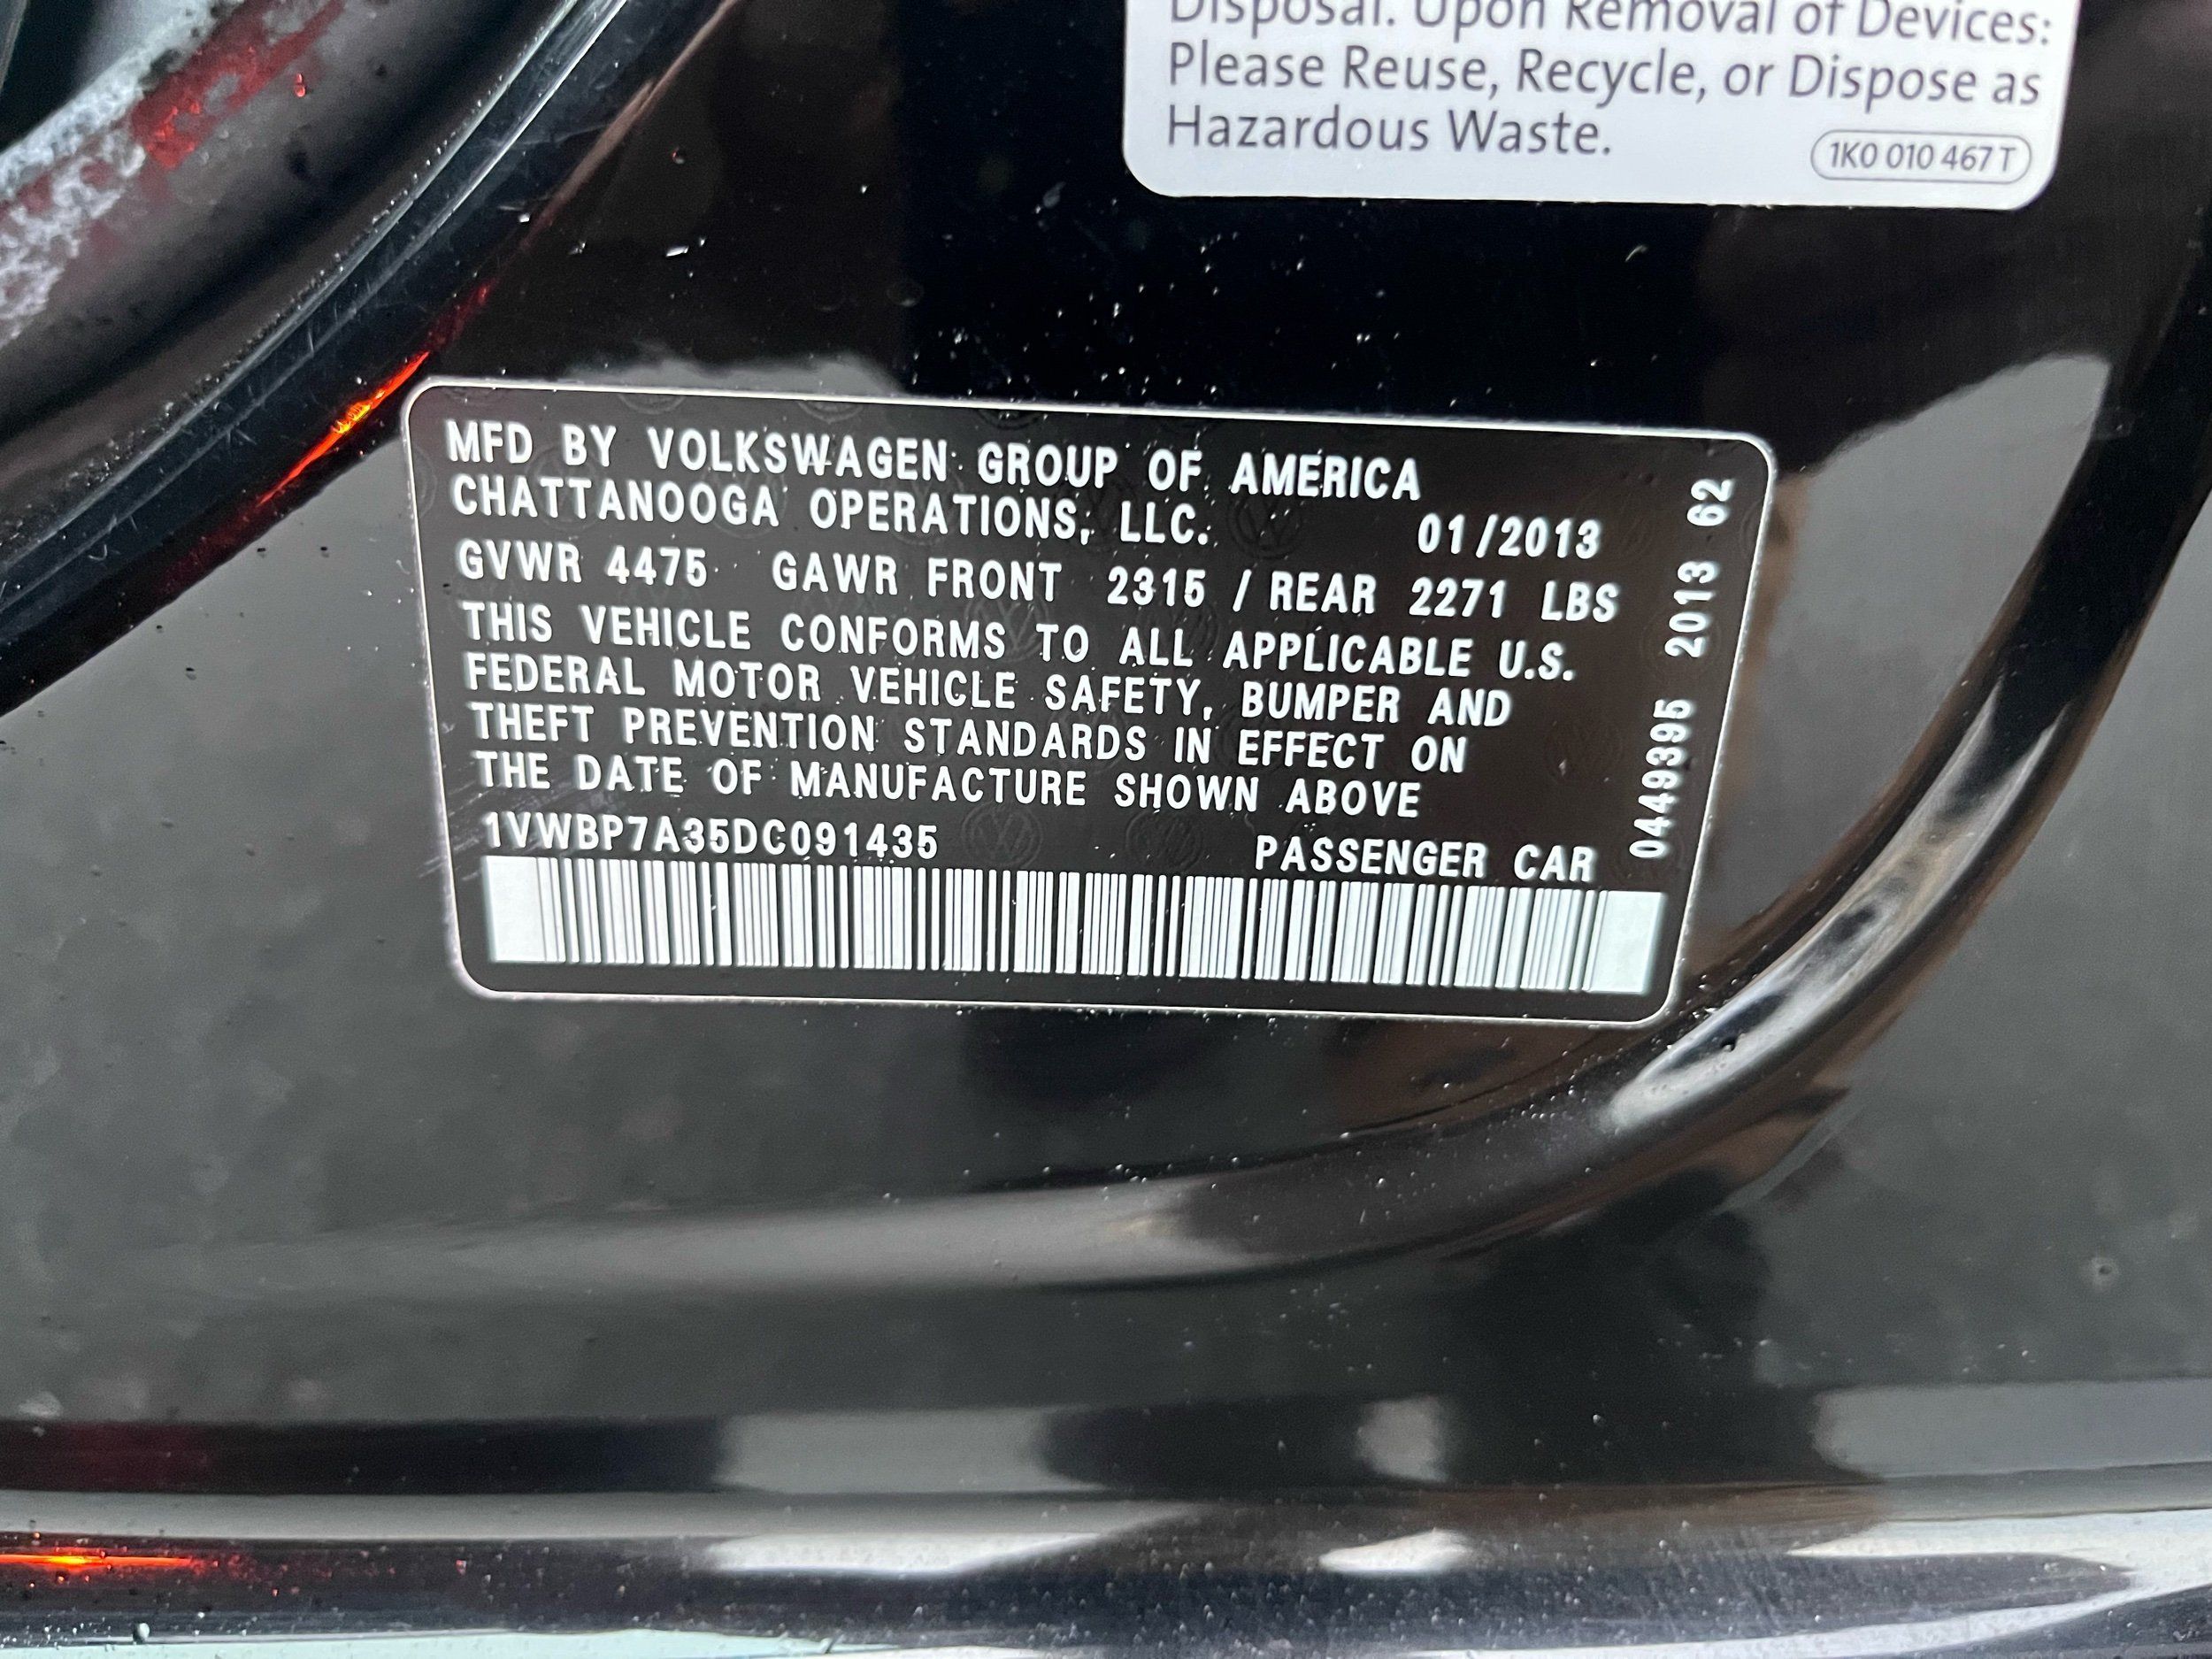 Disposal. Upon Removal of Devices:
Please Reuse, Recycle, or Dispose as
Hazardous Waste.
1K0 010 467 T
MFD BY VOLKSWAGEN GROUP OF AMERICA
CHATTANOOGA OPERATIONS, LLC. 01/2013
GVWR 4475 GAWR FRONT 2315 / REAR 2271 LBS
THIS VEHICLE CONFORMS TO ALL APPLICABLE U.S.
FEDERAL MOTOR VEHICLE SAFETY, BUMPER AND
THEFT PREVENTION STANDARDS IN EFFECT ON
THE DATE OF MANUFACTURE SHOWN ABOVE
1VWBP7A35DC091435 PASSENGER CAR
0449395 2013 62